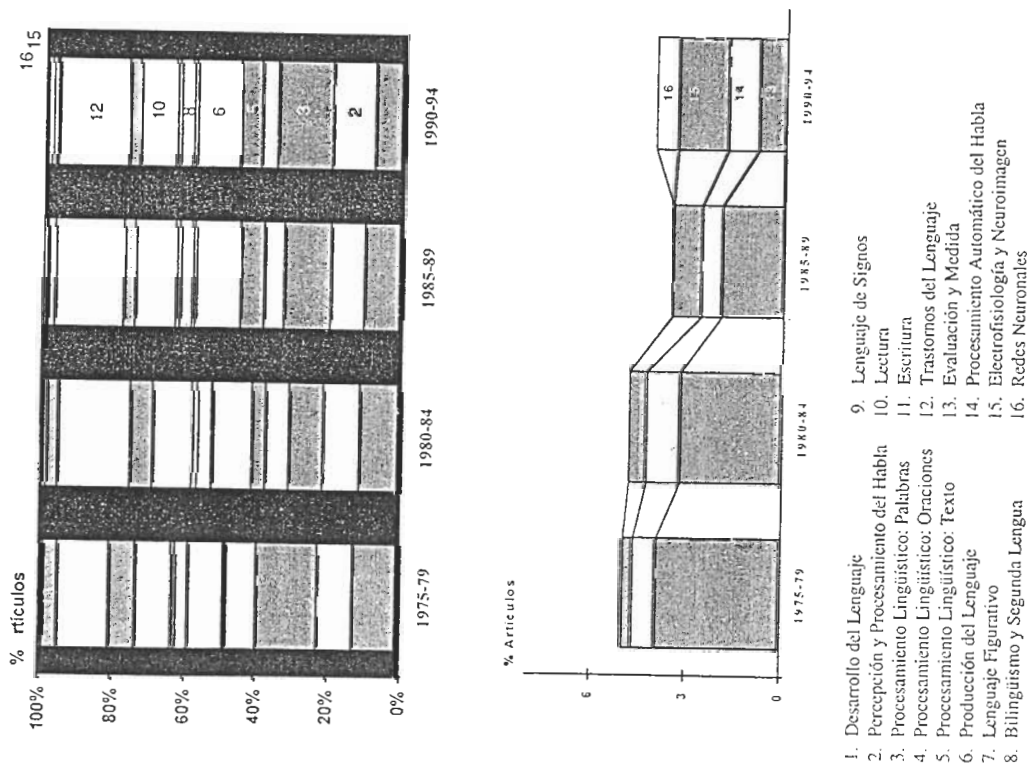 % rtículos
100%
80%
60%
40%
20%
0%
16 15
12
10
8
6
3
2
1975-79
1980-84
1985-89
1990-94
% Artículos
6
3
0
16
15
14
13
1975-79
1980-84
1985-89
1990-94
1. Desarrollo del Lenguaje
2. Percepción y Procesamiento del Habla
3. Procesamiento Lingüístico: Palabras
4. Procesamiento Lingüístico: Oraciones
5. Procesamiento Lingüístico: Texto
6. Producción del Lenguaje
7. Lenguaje Figurativo
8. Bilingüismo y Segunda Lengua
9. Lenguaje de Signos
10. Lectura
11. Escritura
12. Trastornos del Lenguaje
13. Evaluación y Medida
14. Procesamiento Automático del Habla
15. Electrofisiología y Neuroimagen
16. Redes Neuronales